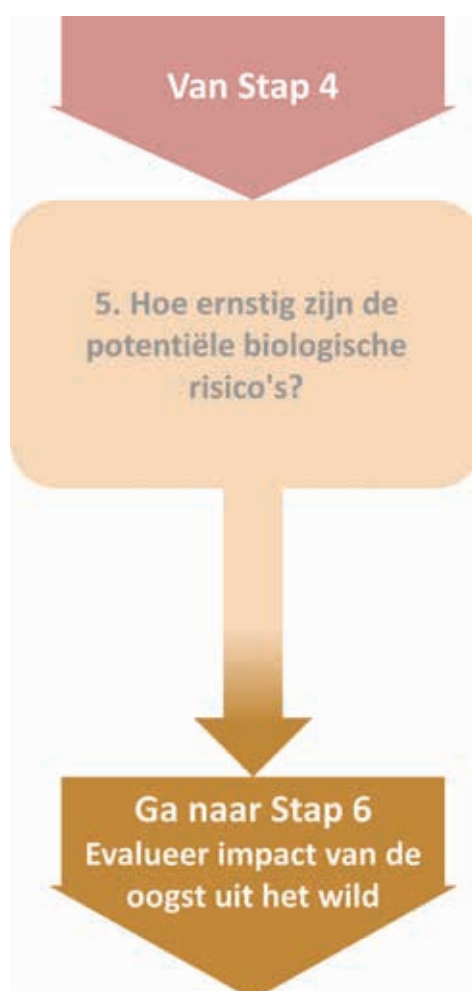 Van Stap 4
5. Hoe ernstig zijn de
potentiële biologische
risico's?
Ga naar Stap 6
Evalueer impact van de
oogst uit het wild